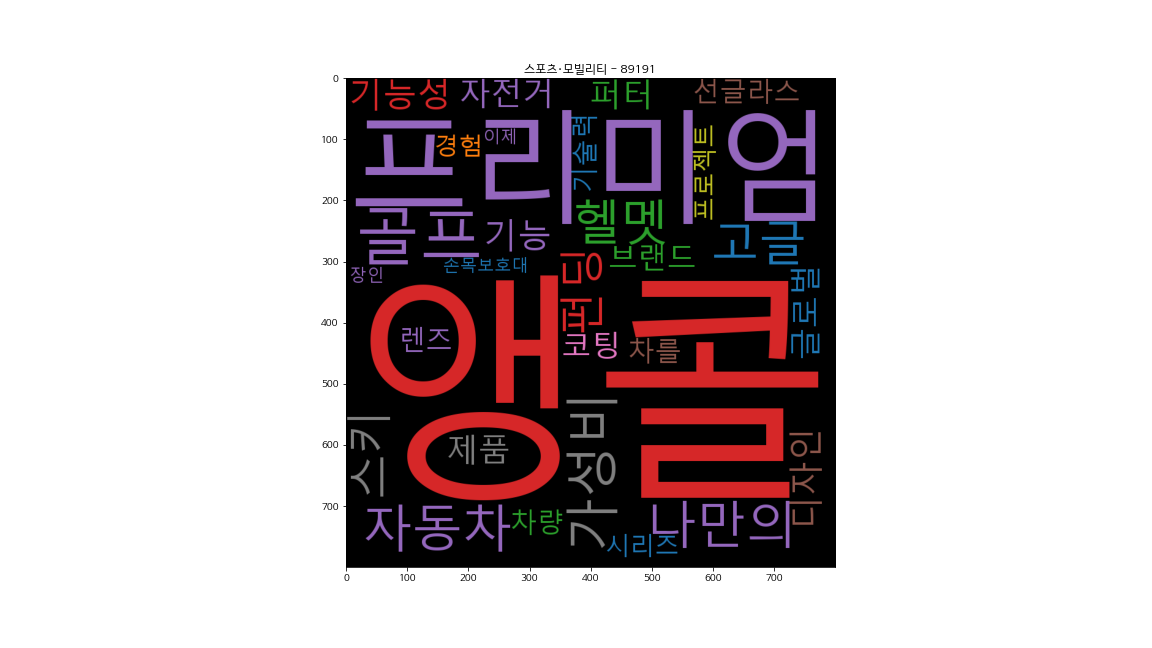 스포츠·모빌리티 - 89191
기능성 자전거 퍼터 선글라스
프리미엄
경험 이제 기술력 프로젝트
골프 기능 헬멧 고글
장인 손목보호대 펀딩 브랜드
글로벌
앵콜
렌즈 코팅 차를
스키 제품 가성비 디자인
자동차 차량 시리즈 나만의
0
100
200
300
400
500
600
700
0 100 200 300 400 500 600 700